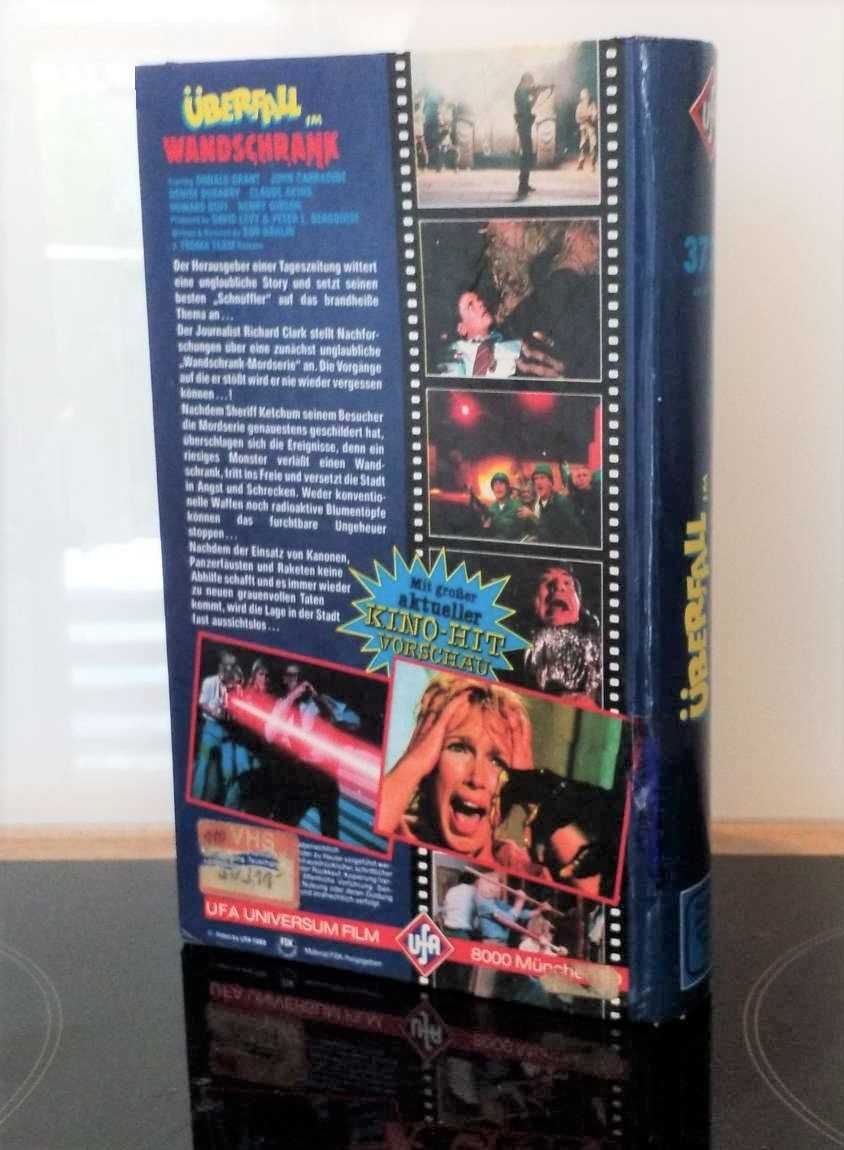 ÜBERFALL IM
WANDSCHRANK
Starring DONALD GRANT JOHN CARRADINE
DENISE DUBARRY CLAUDE AKINS
HOWARD DUFF HENRY GIBSON
Produced by DAVID LEVY & PETER L. BERGQUIST
Written & Directed by BOB DAHLIN
A TROMA TEAM Release
Der Herausgeber einer Tageszeitung wittert
eine unglaubliche Story und setzt seinen
besten „Schnüffler" auf das brandheiße
Thema an...
Der Journalist Richard Clark stellt Nachfor-
schungen über eine zunächst unglaubliche
„Wandschrank-Mordserie" an. Die Vorgänge
auf die er stößt wird er nie wieder vergessen
können...!
Nachdem Sheriff Ketchum seinem Besucher
die Mordserie genauestens geschildert hat,
überschlagen sich die Ereignisse, denn ein
riesiges Monster verläßt einen Wand-
schrank, tritt ins Freie und versetzt die Stadt
in Angst und Schrecken. Weder konventio-
nelle Waffen noch radioaktive Blumentöpfe
können das furchtbare Ungeheuer
stoppen...
Nachdem der Einsatz von Kanonen,
Panzerfäusten und Raketen keine
Abhilfe schafft und es immer wieder
zu neuen grauenvollen Taten
kommt, wird die Lage in der Stadt
fast aussichtslos...
Mit großer
aktueller
KINO-HIT
VORSCHAU
VHS
UFA UNIVERSUM FILM
UfA
8000 Münch
FSK
ÜBERFALL IM